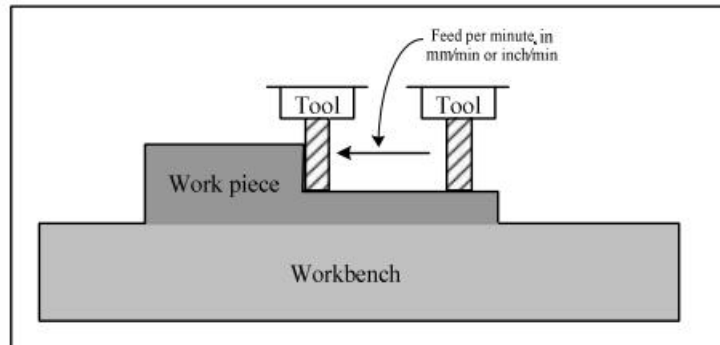 Feed per minute in
mm/min or inch/min
Tool
Tool
Work piece
Workbench